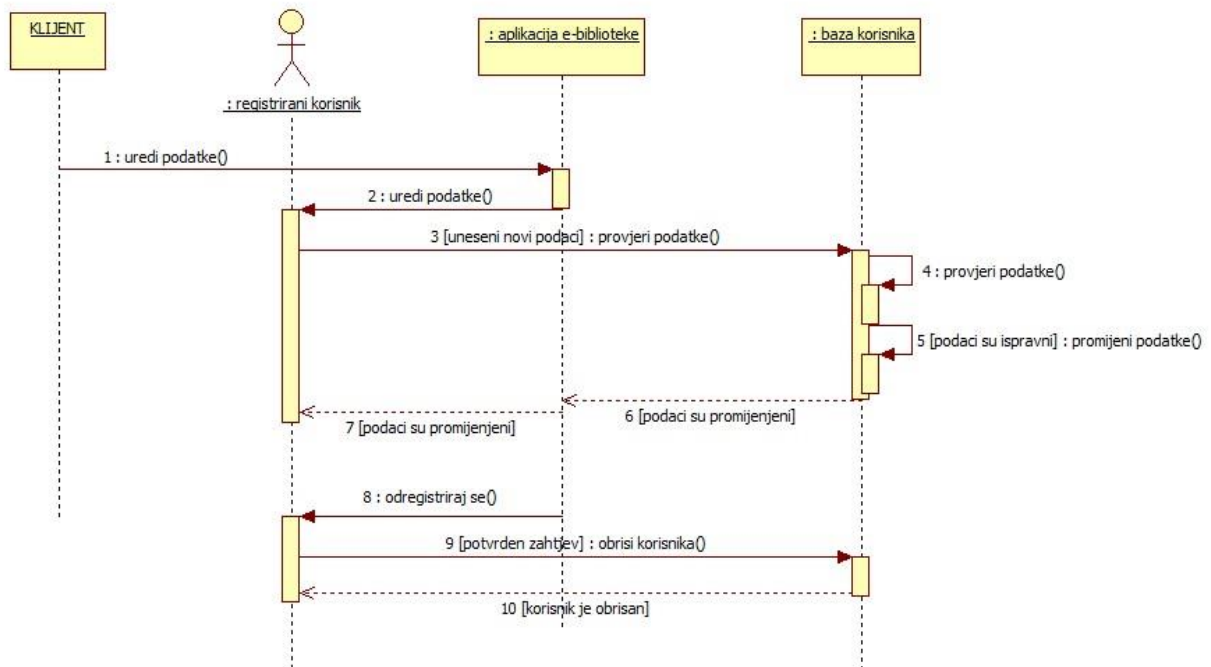 KLIJENT
: aplikacija e-biblioteke
: baza korisnika
: registrirani korisnik
1 : uredi podatke()
2 : uredi podatke()
3 [uneseni novi podaci] : provjeri podatke()
4 : provjeri podatke()
5 [podaci su ispravni] : promijeni podatke()
6 [podaci su promijenjeni]
7 [podaci su promijenjeni]
8 : odregistriraj se()
9 [potvrden zahtjev] : obrisi korisnika()
10 [korisnik je obrisan]